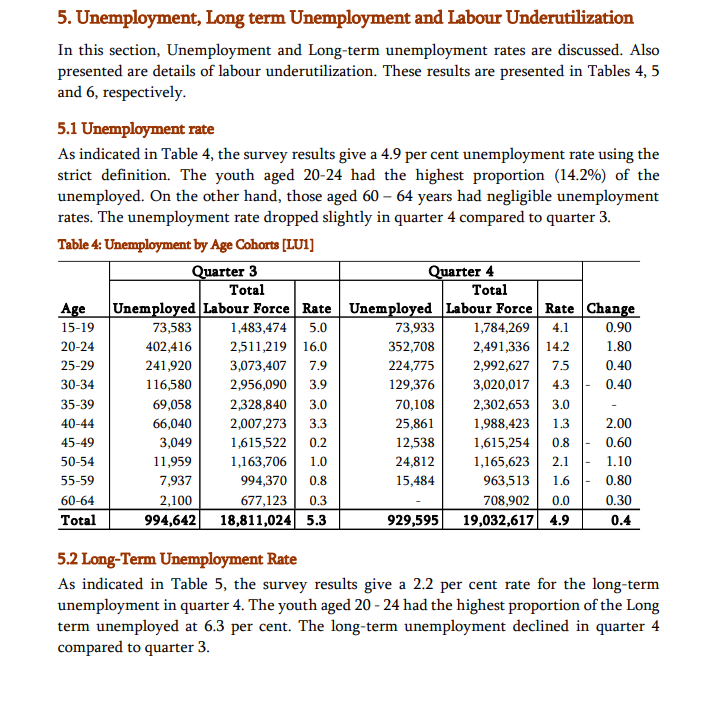 5. Unemployment, Long term Unemployment and Labour Underutilization
In this section, Unemployment and Long-term unemployment rates are discussed. Also
presented are details of labour underutilization. These results are presented in Tables 4, 5
and 6, respectively.
5.1 Unemployment rate
As indicated in Table 4, the survey results give a 4.9 per cent unemployment rate using the
strict definition. The youth aged 20-24 had the highest proportion (14.2%) of the
unemployed. On the other hand, those aged 60 – 64 years had negligible unemployment
rates. The unemployment rate dropped slightly in quarter 4 compared to quarter 3.
Table 4: Unemployment by Age Cohorts [LU1]
Quarter 3 Quarter 4
Total Total
Age Unemployed Labour Force Rate Unemployed Labour Force Rate Change
15-19 73,583 1,483,474 5.0 73,933 1,784,269 4.1 0.90
20-24 402,416 2,511,219 16.0 352,708 2,491,336 14.2 1.80
25-29 241,920 3,073,407 7.9 224,775 2,992,627 7.5 0.40
30-34 116,580 2,956,090 3.9 129,376 3,020,017 4.3 - 0.40
35-39 69,058 2,328,840 3.0 70,108 2,302,653 3.0 -
40-44 66,040 2,007,273 3.3 25,861 1,988,423 1.3 2.00
45-49 3,049 1,615,522 0.2 12,538 1,615,254 0.8 - 0.60
50-54 11,959 1,163,706 1.0 24,812 1,165,623 2.1 - 1.10
55-59 7,937 994,370 0.8 15,484 963,513 1.6 - 0.80
60-64 2,100 677,123 0.3 - 708,902 0.0 0.30
Total 994,642 18,811,024 5.3 929,595 19,032,617 4.9 0.4
5.2 Long-Term Unemployment Rate
As indicated in Table 5, the survey results give a 2.2 per cent rate for the long-term
unemployment in quarter 4. The youth aged 20 - 24 had the highest proportion of the Long
term unemployed at 6.3 per cent. The long-term unemployment declined in quarter 4
compared to quarter 3.